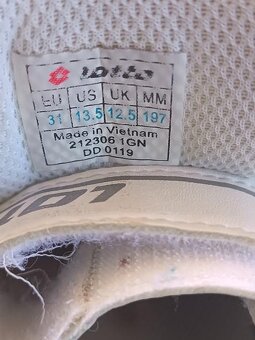 lotto
EU US UK MM
31 13.5 12.5 197
Made in Vietnam
212306 1GN
DD 0119